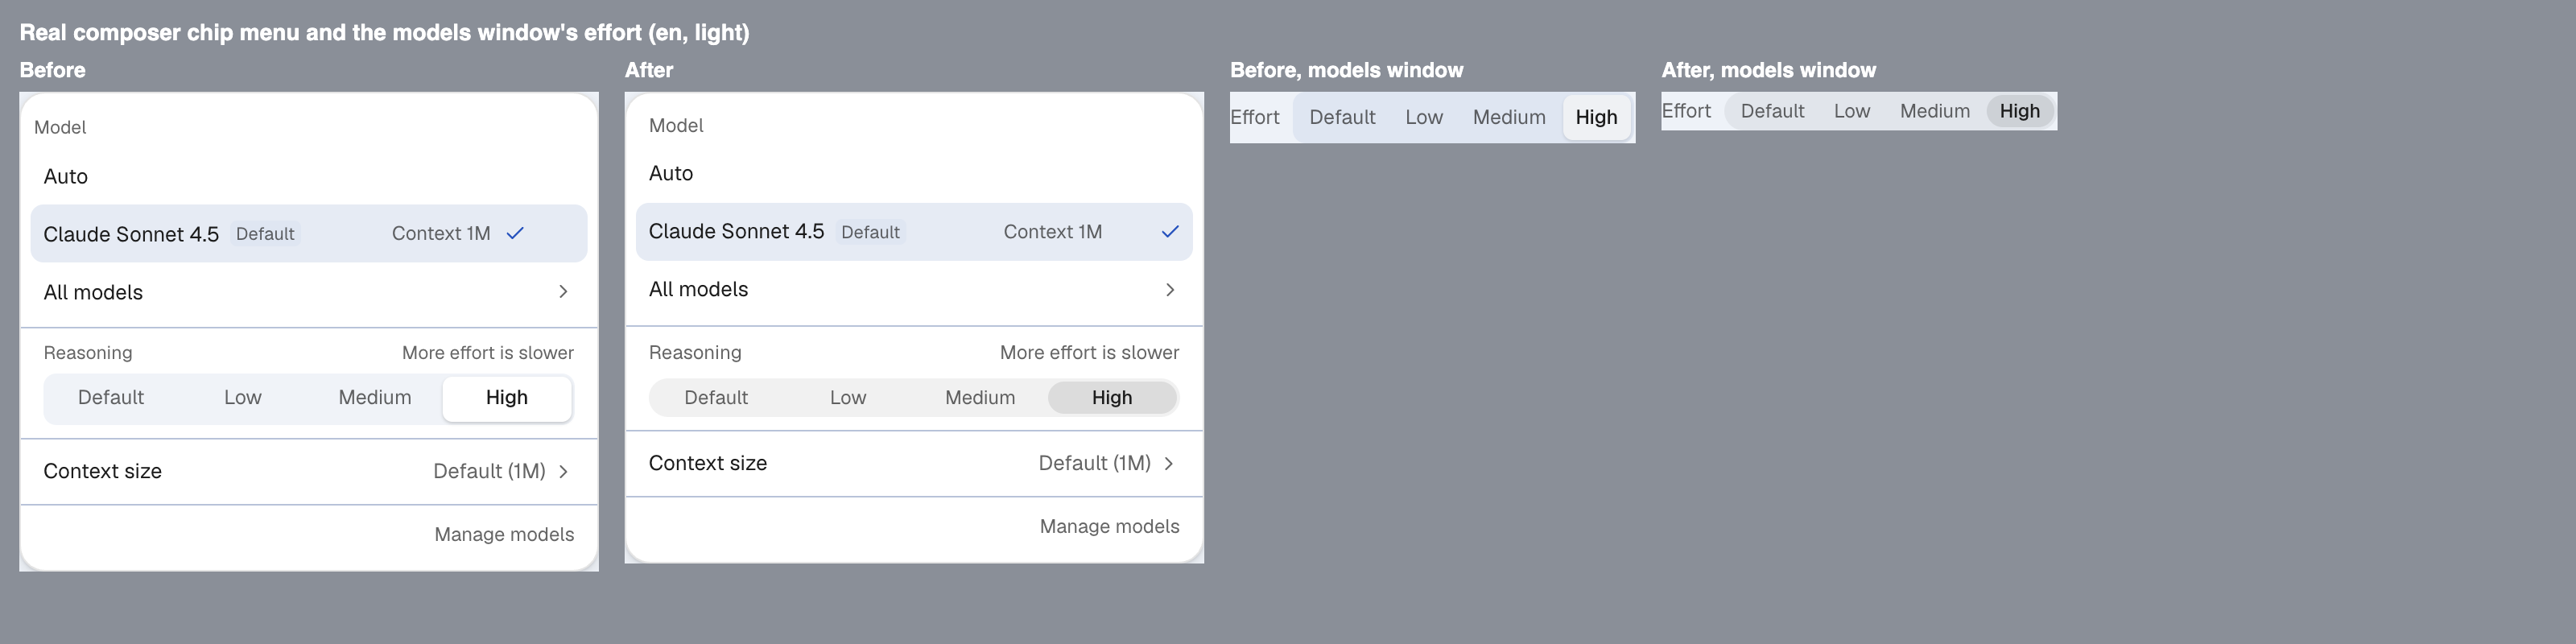 Real composer chip menu and the models window's effort (en, light)
Before
Model
Auto
Claude Sonnet 4.5 Default Context 1M
All models
Reasoning More effort is slower
Default Low Medium High
Context size Default (1M)
Manage models
After
Model
Auto
Claude Sonnet 4.5 Default Context 1M
All models
Reasoning More effort is slower
Default Low Medium High
Context size Default (1M)
Manage models
Before, models window
Effort Default Low Medium High
After, models window
Effort Default Low Medium High